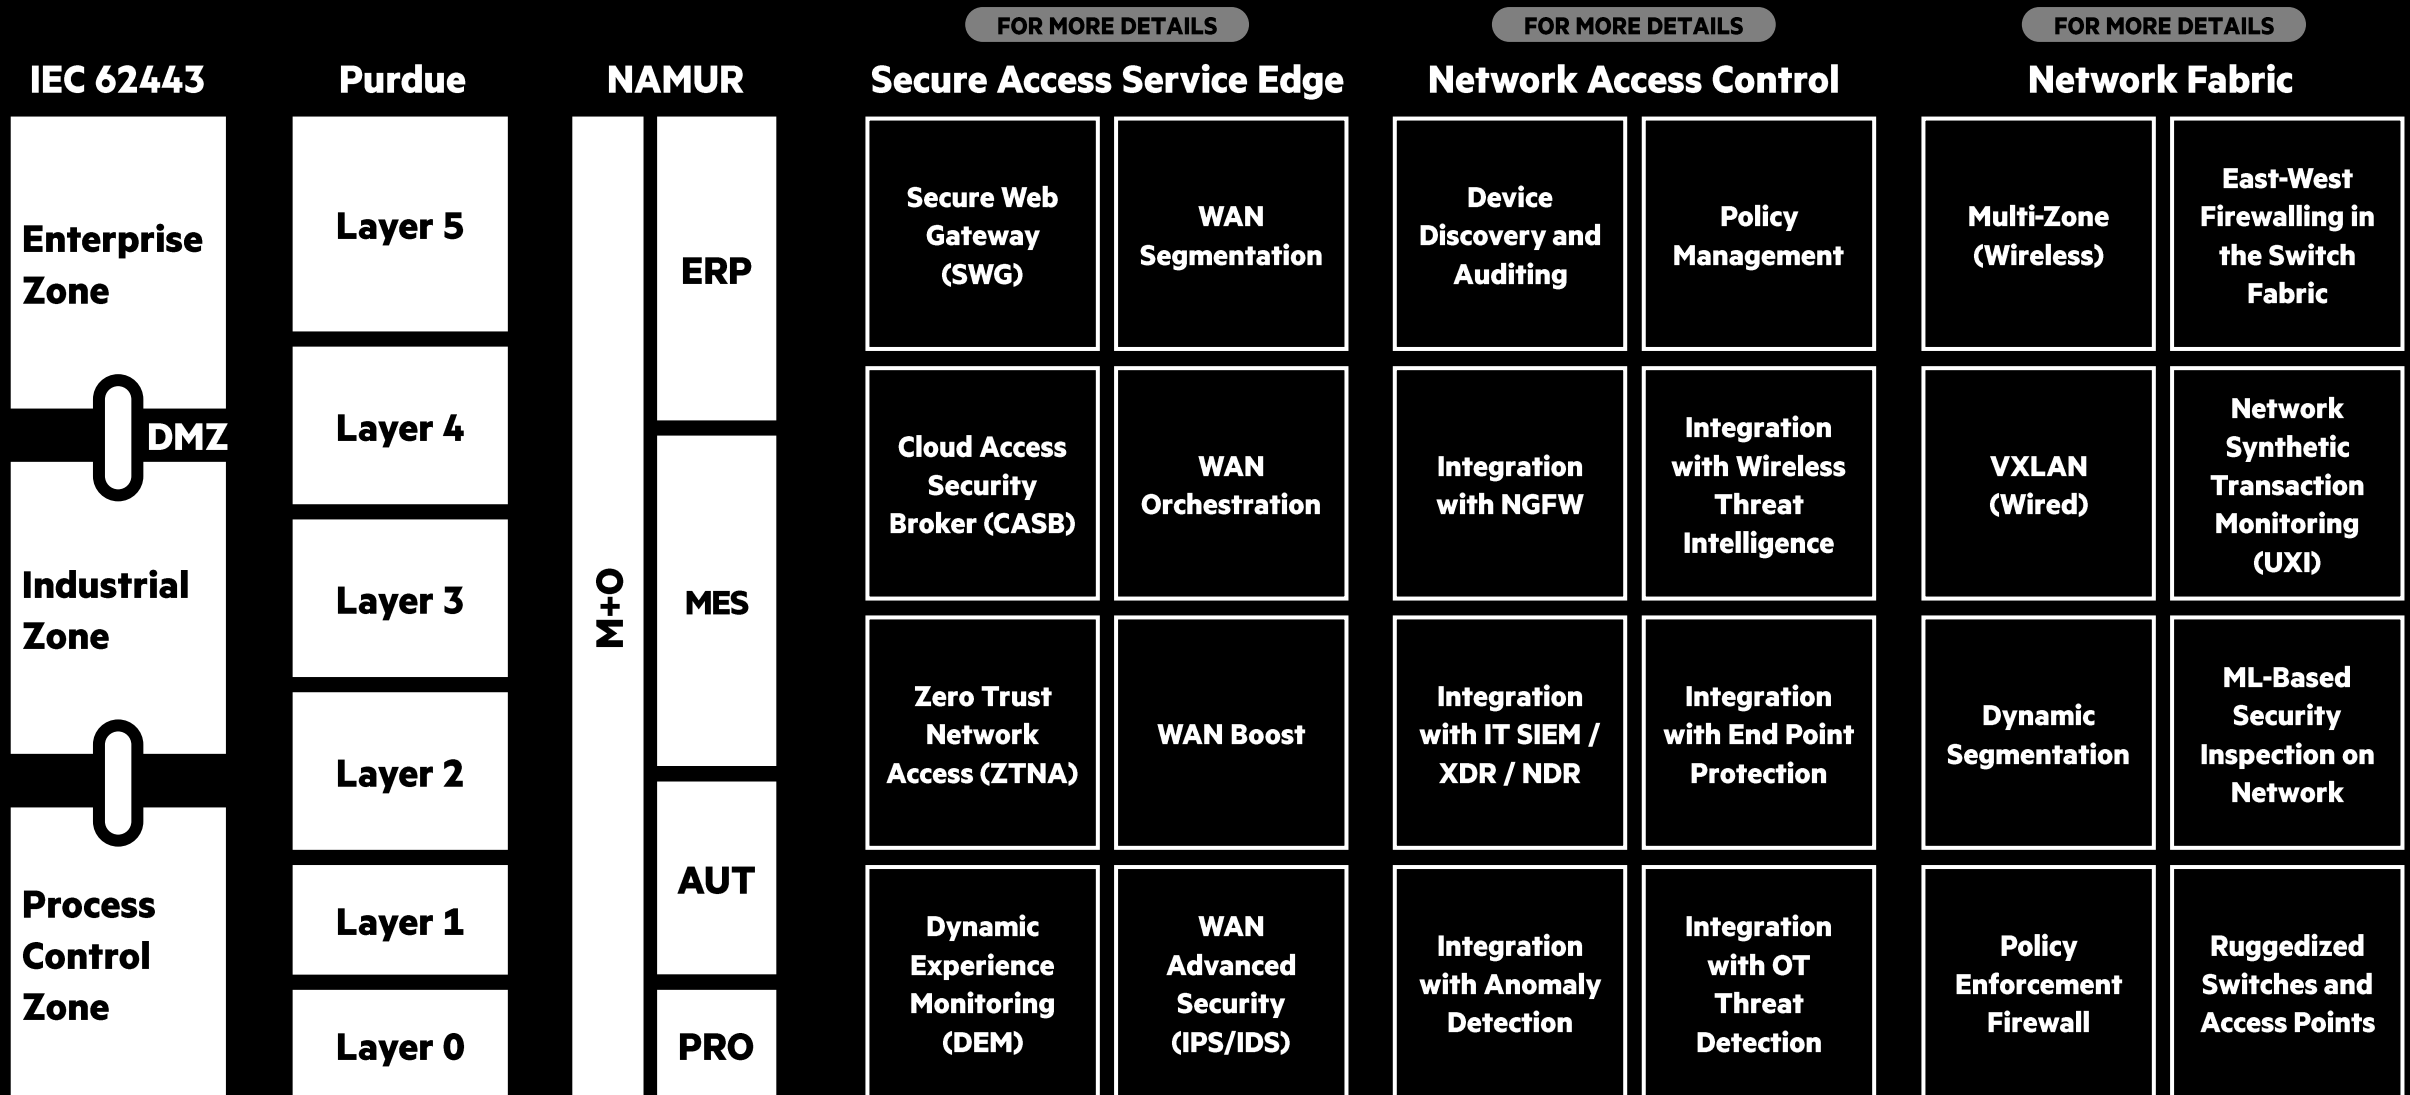 FOR MORE DETAILS
FOR MORE DETAILS
FOR MORE DETAILS
IEC 62443
Purdue
NAMUR
Secure Access Service Edge
Network Access Control
Network Fabric
Enterprise
Zone
DMZ
Industrial
Zone
Process
Control
Zone
Layer 5
Layer 4
Layer 3
Layer 2
Layer 1
Layer 0
M+O
ERP
MES
AUT
PRO
Secure Web
Gateway
(SWG)
WAN
Segmentation
Cloud Access
Security
Broker (CASB)
WAN
Orchestration
Zero Trust
Network
Access (ZTNA)
WAN Boost
Dynamic
Experience
Monitoring
(DEM)
WAN
Advanced
Security
(IPS/IDS)
Device
Discovery and
Auditing
Policy
Management
Integration
with NGFW
Integration
with Wireless
Threat
Intelligence
Integration
with IT SIEM /
XDR / NDR
Integration
with End Point
Protection
Integration
with Anomaly
Detection
Integration
with OT
Threat
Detection
Multi-Zone
(Wireless)
East-West
Firewalling in
the Switch
Fabric
VXLAN
(Wired)
Network
Synthetic
Transaction
Monitoring
(UXI)
Dynamic
Segmentation
ML-Based
Security
Inspection on
Network
Policy
Enforcement
Firewall
Ruggedized
Switches and
Access Points